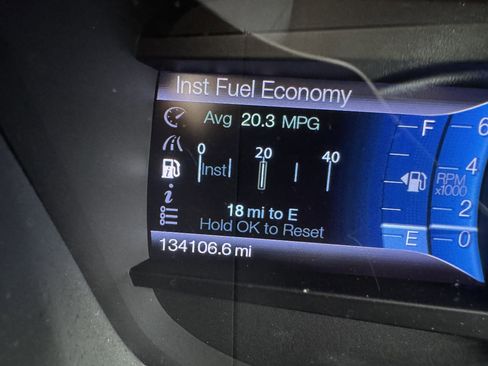 Inst Fuel Economy
Avg 20.3 MPG
0 20 40
Inst
18 mi to E
Hold OK to Reset
134106.6 mi
i
F
E
6
4
2
0
RPM
x1000